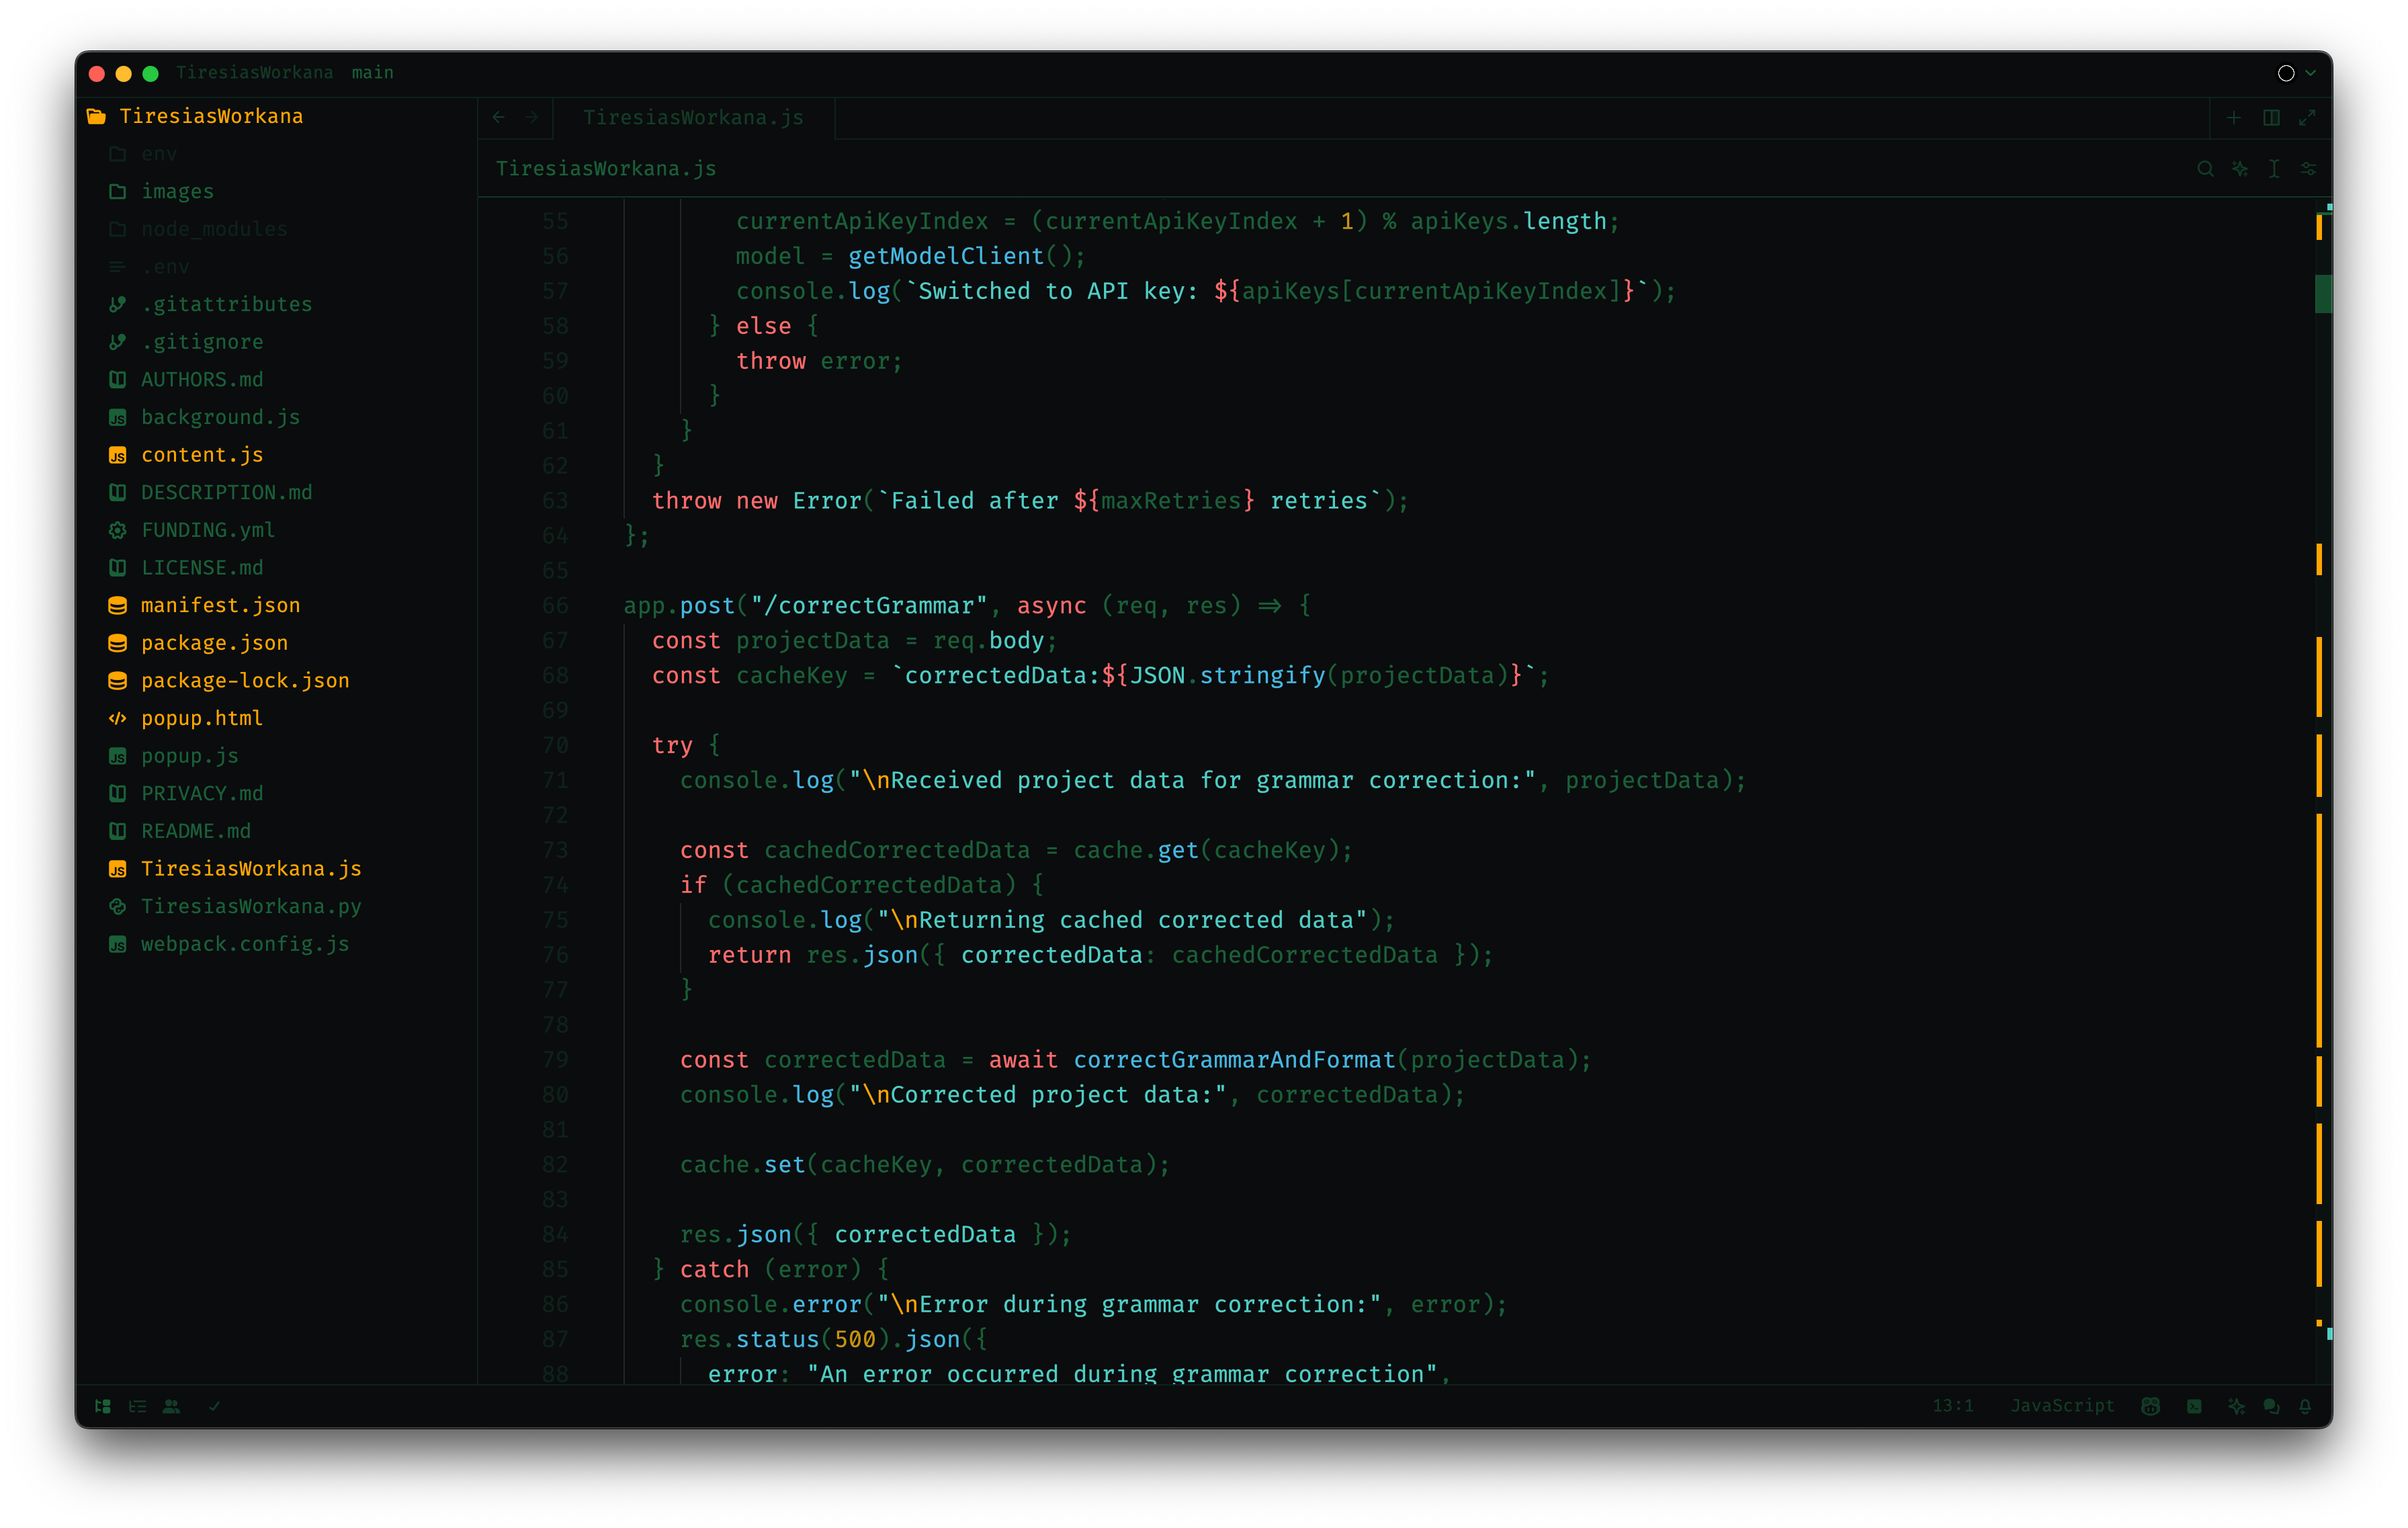 TiresiasWorkana main
TiresiasWorkana
env
images
node_modules
.env
.gitattributes
.gitignore
AUTHORS.md
background.js
content.js
DESCRIPTION.md
FUNDING.yml
LICENSE.md
manifest.json
package.json
package-lock.json
popup.html
popup.js
PRIVACY.md
README.md
TiresiasWorkana.js
TiresiasWorkana.py
webpack.config.js
TiresiasWorkana.js
TiresiasWorkana.js
55 currentApiKeyIndex = (currentApiKeyIndex + 1) % apiKeys.length;
56 model = getModelClient();
57 console.log(`Switched to API key: ${apiKeys[currentApiKeyIndex]}`);
58 } else {
59 throw error;
60 }
61 }
62 }
63 throw new Error(`Failed after ${maxRetries} retries`);
64 };
65
66 app.post("/correctGrammar", async (req, res) => {
67 const projectData = req.body;
68 const cacheKey = `correctedData:${JSON.stringify(projectData)}`;
69
70 try {
71 console.log("\nReceived project data for grammar correction:", projectData);
72
73 const cachedCorrectedData = cache.get(cacheKey);
74 if (cachedCorrectedData) {
75 console.log("\nReturning cached corrected data");
76 return res.json({ correctedData: cachedCorrectedData });
77 }
78
79 const correctedData = await correctGrammarAndFormat(projectData);
80 console.log("\nCorrected project data:", correctedData);
81
82 cache.set(cacheKey, correctedData);
83
84 res.json({ correctedData });
85 } catch (error) {
86 console.error("\nError during grammar correction:", error);
87 res.status(500).json({
88 error: "An error occurred during grammar correction",
13:1 JavaScript